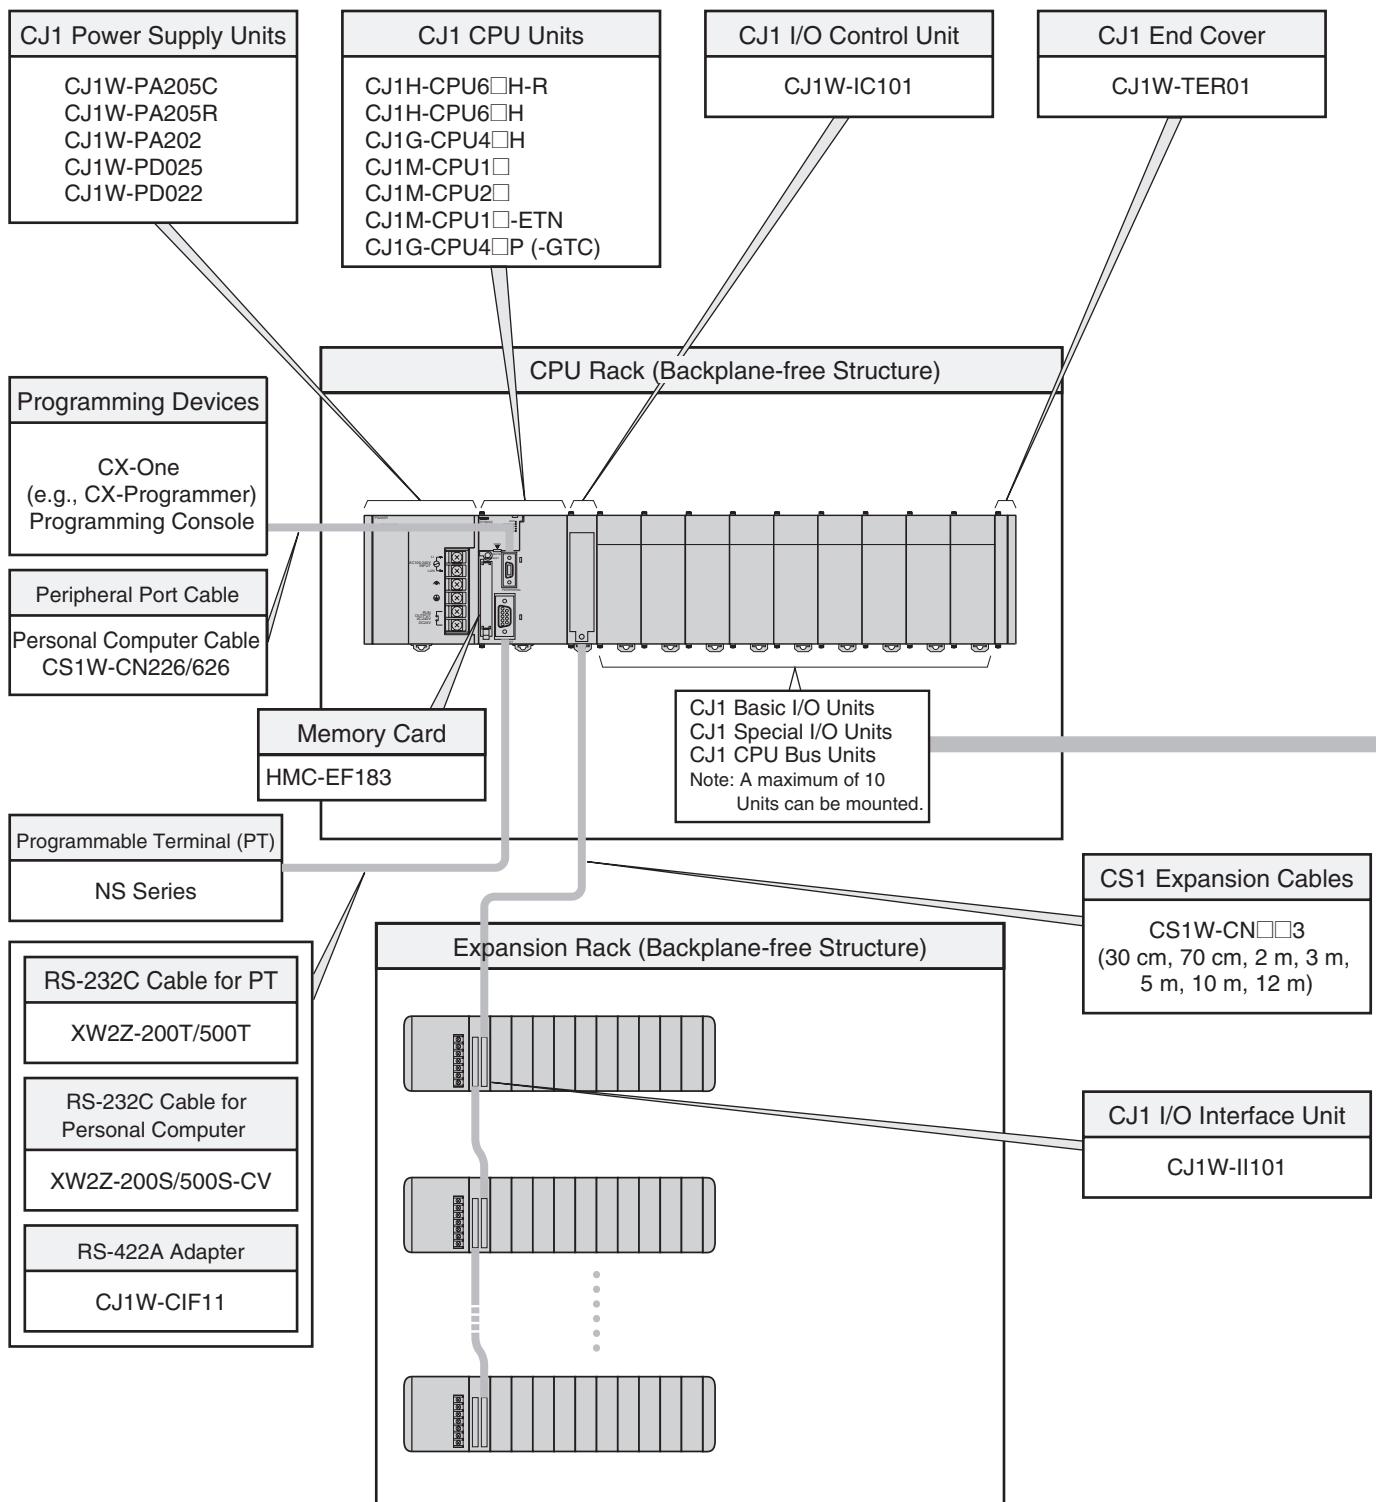 CJ1 Power Supply Units
CJ1W-PA205C
CJ1W-PA205R
CJ1W-PA202
CJ1W-PD025
CJ1W-PD022
CJ1 CPU Units
CJ1H-CPU6□H-R
CJ1H-CPU6□H
CJ1G-CPU4□H
CJ1M-CPU1□
CJ1M-CPU2□
CJ1M-CPU1□-ETN
CJ1G-CPU4□P (-GTC)
CJ1 I/O Control Unit
CJ1W-IC101
CJ1 End Cover
CJ1W-TER01
CPU Rack (Backplane-free Structure)
Programming Devices
CX-One
(e.g., CX-Programmer)
Programming Console
Peripheral Port Cable
Personal Computer Cable
CS1W-CN226/626
Memory Card
HMC-EF183
CJ1 Basic I/O Units
CJ1 Special I/O Units
CJ1 CPU Bus Units
Note: A maximum of 10
Units can be mounted.
Programmable Terminal (PT)
NS Series
CS1 Expansion Cables
CS1W-CN□□3
(30 cm, 70 cm, 2 m, 3 m,
5 m, 10 m, 12 m)
Expansion Rack (Backplane-free Structure)
RS-232C Cable for PT
XW2Z-200T/500T
RS-232C Cable for
Personal Computer
XW2Z-200S/500S-CV
RS-422A Adapter
CJ1W-CIF11
CJ1 I/O Interface Unit
CJ1W-II101